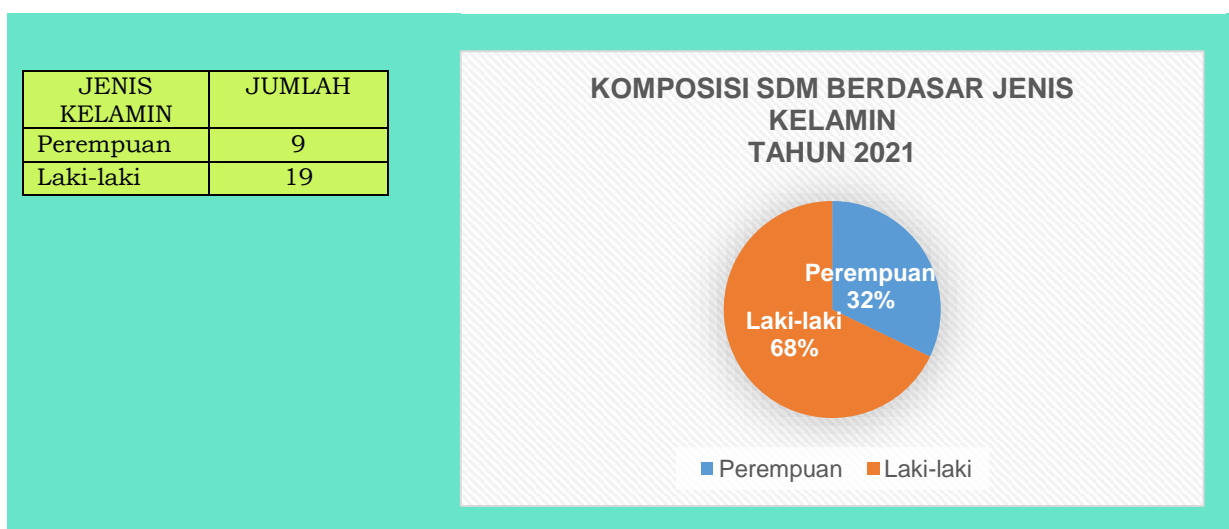 JENIS JUMLAH
KELAMIN
Perempuan 9
Laki-laki 19
KOMPOSISI SDM BERDASAR JENIS
KELAMIN
TAHUN 2021
Perempuan
32%
Laki-laki
68%
Perempuan Laki-laki